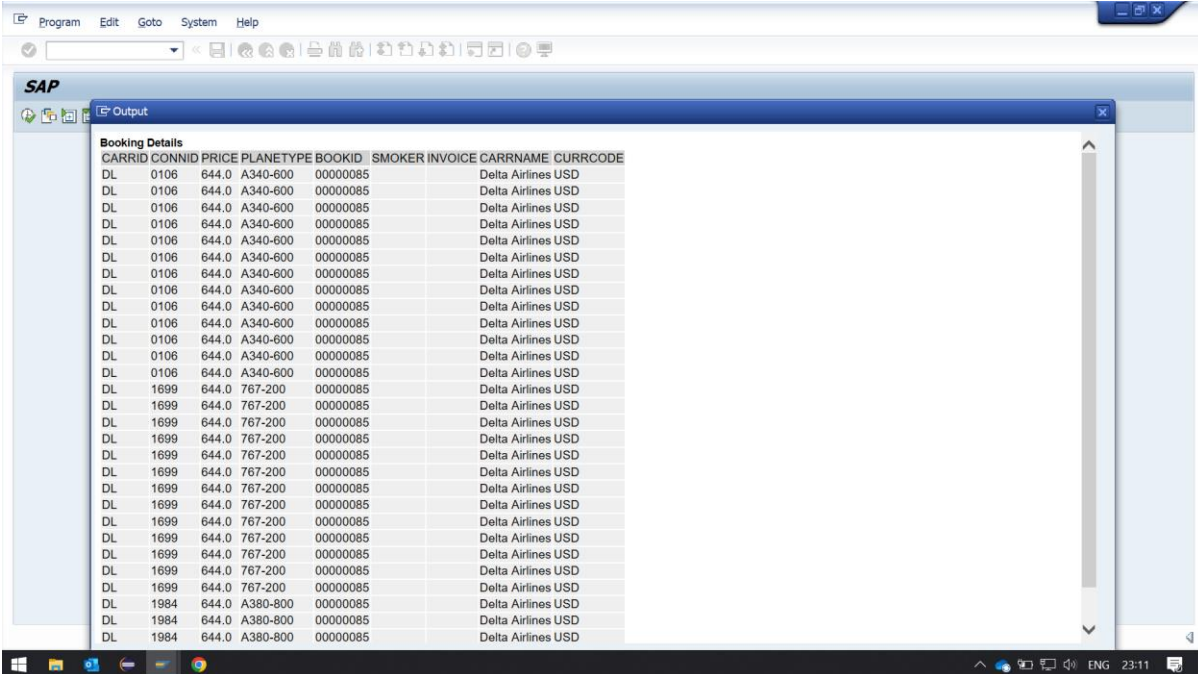 Program Edit Goto System Help
SAP
Output
Booking Details
CARRID CONNID PRICE PLANETYPE BOOKID SMOKER INVOICE CARRNAME CURRCODE
DL 0106 644.0 A340-600 00000085 Delta Airlines USD
DL 0106 644.0 A340-600 00000085 Delta Airlines USD
DL 0106 644.0 A340-600 00000085 Delta Airlines USD
DL 0106 644.0 A340-600 00000085 Delta Airlines USD
DL 0106 644.0 A340-600 00000085 Delta Airlines USD
DL 0106 644.0 A340-600 00000085 Delta Airlines USD
DL 0106 644.0 A340-600 00000085 Delta Airlines USD
DL 0106 644.0 A340-600 00000085 Delta Airlines USD
DL 0106 644.0 A340-600 00000085 Delta Airlines USD
DL 0106 644.0 A340-600 00000085 Delta Airlines USD
DL 0106 644.0 A340-600 00000085 Delta Airlines USD
DL 0106 644.0 A340-600 00000085 Delta Airlines USD
DL 0106 644.0 A340-600 00000085 Delta Airlines USD
DL 1699 644.0 767-200 00000085 Delta Airlines USD
DL 1699 644.0 767-200 00000085 Delta Airlines USD
DL 1699 644.0 767-200 00000085 Delta Airlines USD
DL 1699 644.0 767-200 00000085 Delta Airlines USD
DL 1699 644.0 767-200 00000085 Delta Airlines USD
DL 1699 644.0 767-200 00000085 Delta Airlines USD
DL 1699 644.0 767-200 00000085 Delta Airlines USD
DL 1699 644.0 767-200 00000085 Delta Airlines USD
DL 1699 644.0 767-200 00000085 Delta Airlines USD
DL 1699 644.0 767-200 00000085 Delta Airlines USD
DL 1699 644.0 767-200 00000085 Delta Airlines USD
DL 1699 644.0 767-200 00000085 Delta Airlines USD
DL 1699 644.0 767-200 00000085 Delta Airlines USD
DL 1984 644.0 A380-800 00000085 Delta Airlines USD
DL 1984 644.0 A380-800 00000085 Delta Airlines USD
DL 1984 644.0 A380-800 00000085 Delta Airlines USD
ENG 23:11